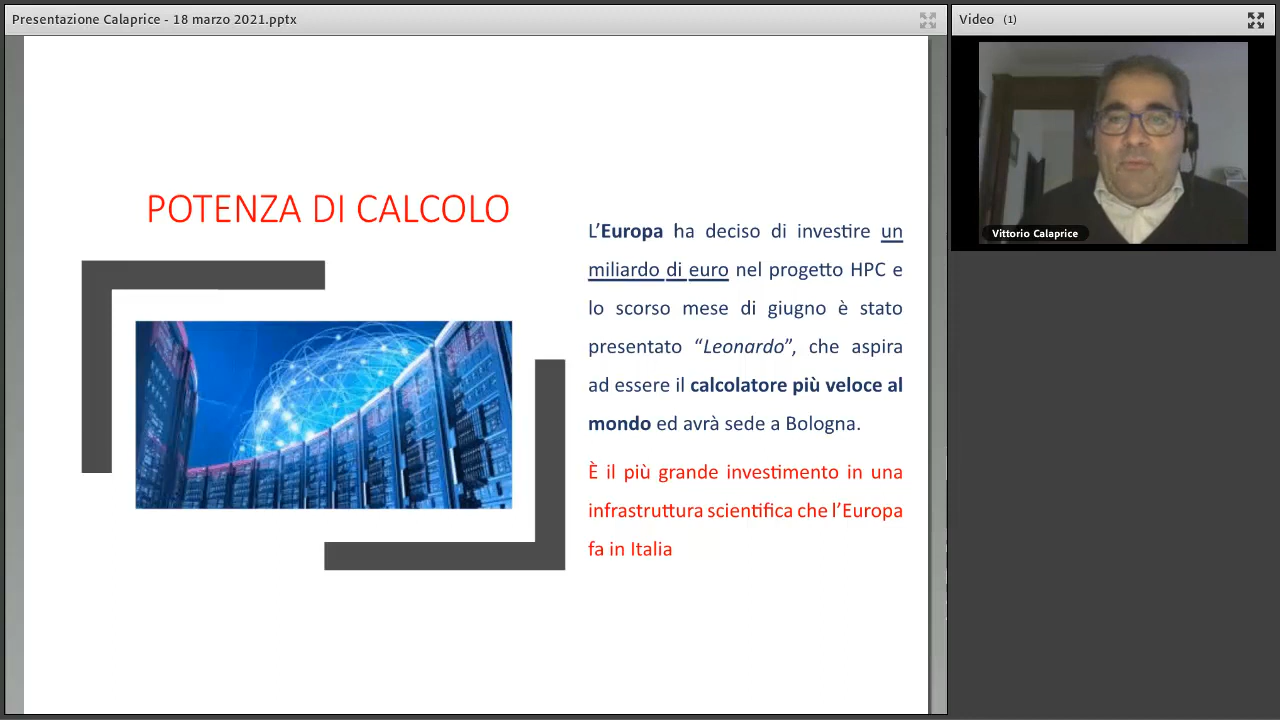 Presentazione Calaprice - 18 marzo 2021.pptx
Video (1)
Vittorio Calaprice
POTENZA DI CALCOLO
L’Europa ha deciso di investire un
miliardo di euro nel progetto HPC e
lo scorso mese di giugno è stato
presentato “Leonardo”, che aspira
ad essere il calcolatore più veloce al
mondo ed avrà sede a Bologna.
È il più grande investimento in una
infrastruttura scientifica che l’Europa
fa in Italia